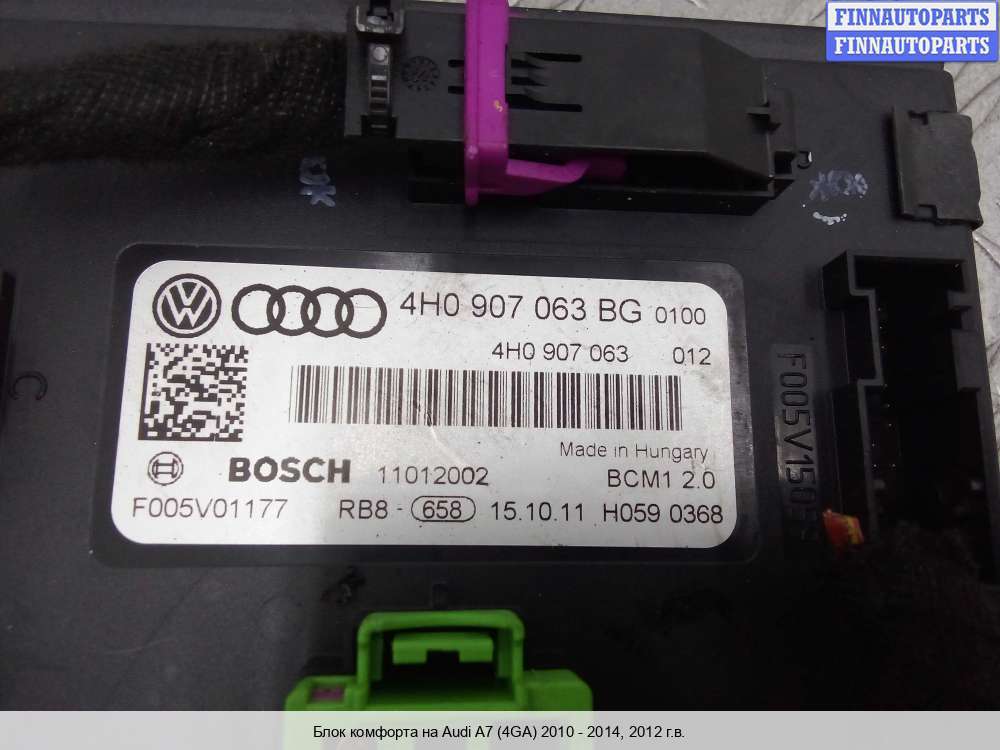 FINNAUTOPARTS
FINNAUTOPARTS
4H0 907 063 BG 0100
4H0 907 063 012
Made in Hungary
BOSCH 11012002 BCM1 2.0
F005V01177 RB8 - 658 15.10.11 H059 0368
C
Блок комфорта на Audi A7 (4GA) 2010 - 2014, 2012 г.в.